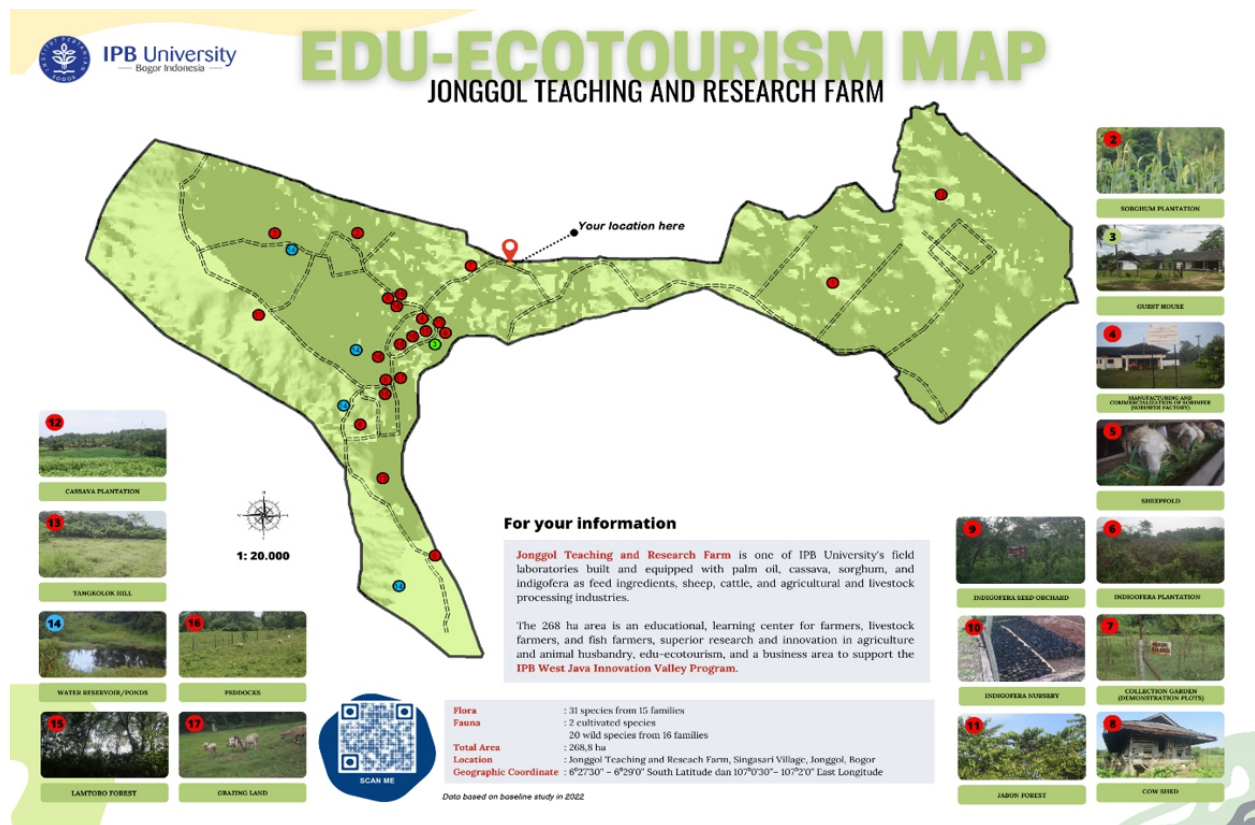 IPB University
Bogor Indonesia
EDU-ECOTOURISM MAP
JONGGOL TEACHING AND RESEARCH FARM
Your location here
2
SORGHUM PLANTATION
3
GUEST HOUSE
4
MANUFACTURING AND
COMMERCIALIZATION OF SORINFER
(SORINFER FACTORY)
5
SHEEPFOLD
6
INDIGOFERA PLANTATION
7
COLLECTION GARDEN
(DEMONSTRATION PLOTS)
8
COW SHED
9
INDIGOFERA SEED ORCHARD
10
INDIGOFERA NURSERY
11
JABON FOREST
12
CASSAVA PLANTATION
13
TANGKOLOK HILL
14
WATER RESERVOIR/PONDS
15
LAMTORO FOREST
16
PEDDOCKS
17
GRAZING LAND
1: 20.000
For your information
Jonggol Teaching and Research Farm is one of IPB University's field
laboratories built and equipped with palm oil, cassava, sorghum, and
indigofera as feed ingredients, sheep, cattle, and agricultural and livestock
processing industries.
The 268 ha area is an educational, learning center for farmers, livestock
farmers, and fish farmers, superior research and innovation in agriculture
and animal husbandry, edu-ecotourism, and a business area to support the
IPB West Java Innovation Valley Program.
SCAN ME
Flora : 31 species from 15 families
Fauna : 2 cultivated species
20 wild species from 16 families
Total Area : 268,8 ha
Location : Jonggol Teaching and Reseach Farm, Singasari Village, Jonggol, Bogor
Geographic Coordinate : 6°27'30" – 6°29'0" South Latitude dan 107°0'30"– 107°2'0" East Longitude
Data based on baseline study in 2022